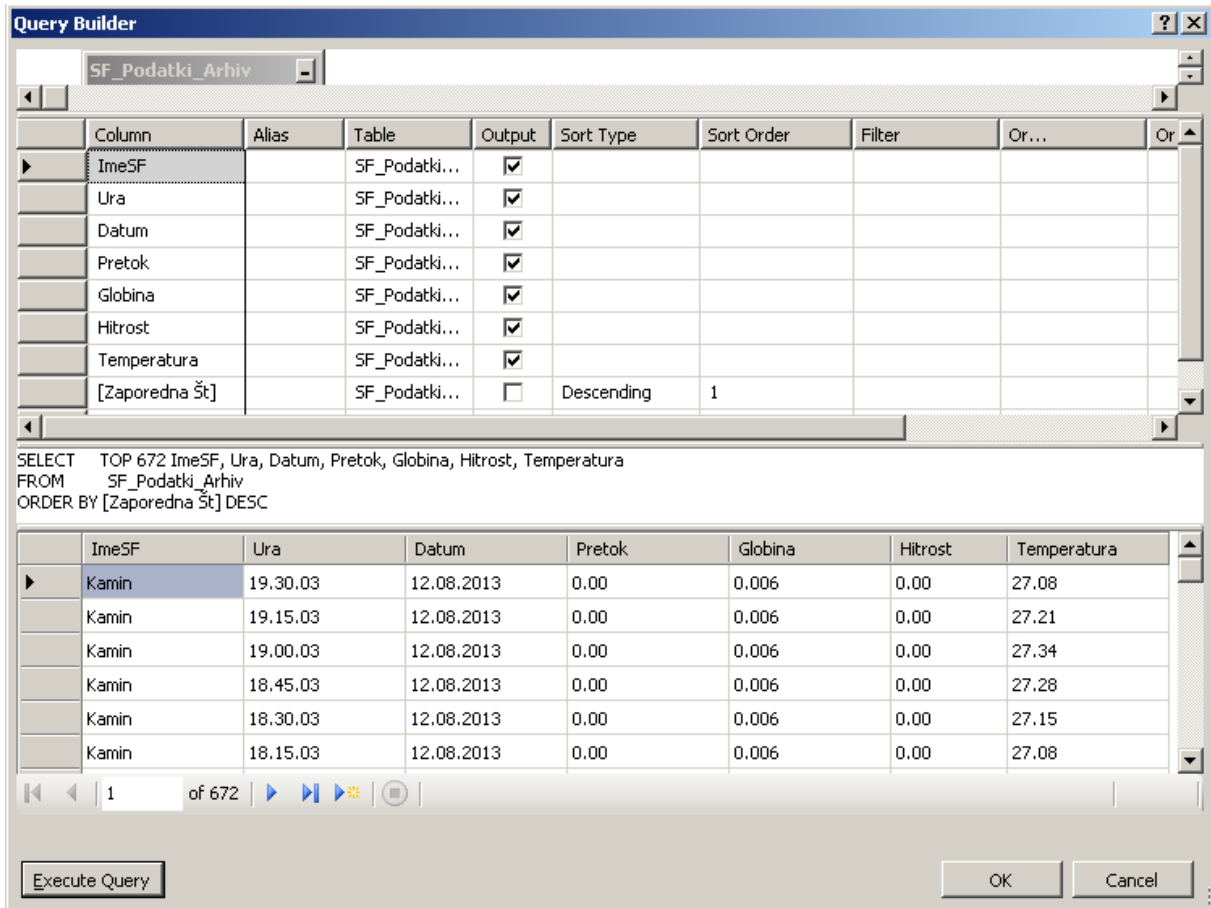 Query Builder
SF_Podatki_Arhiv
Column Alias Table Output Sort Type Sort Order Filter Or... Or
ImeSF SF_Podatki...
Ura SF_Podatki...
Datum SF_Podatki...
Pretok SF_Podatki...
Globina SF_Podatki...
Hitrost SF_Podatki...
Temperatura SF_Podatki...
[Zaporedna Št] SF_Podatki... Descending 1
SELECT TOP 672 ImeSF, Ura, Datum, Pretok, Globina, Hitrost, Temperatura
FROM SF_Podatki_Arhiv
ORDER BY [Zaporedna Št] DESC
ImeSF Ura Datum Pretok Globina Hitrost Temperatura
Kamin 19.30.03 12.08.2013 0.00 0.006 0.00 27.08
Kamin 19.15.03 12.08.2013 0.00 0.006 0.00 27.21
Kamin 19.00.03 12.08.2013 0.00 0.006 0.00 27.34
Kamin 18.45.03 12.08.2013 0.00 0.006 0.00 27.28
Kamin 18.30.03 12.08.2013 0.00 0.006 0.00 27.15
Kamin 18.15.03 12.08.2013 0.00 0.006 0.00 27.08
1 of 672
Execute Query OK Cancel